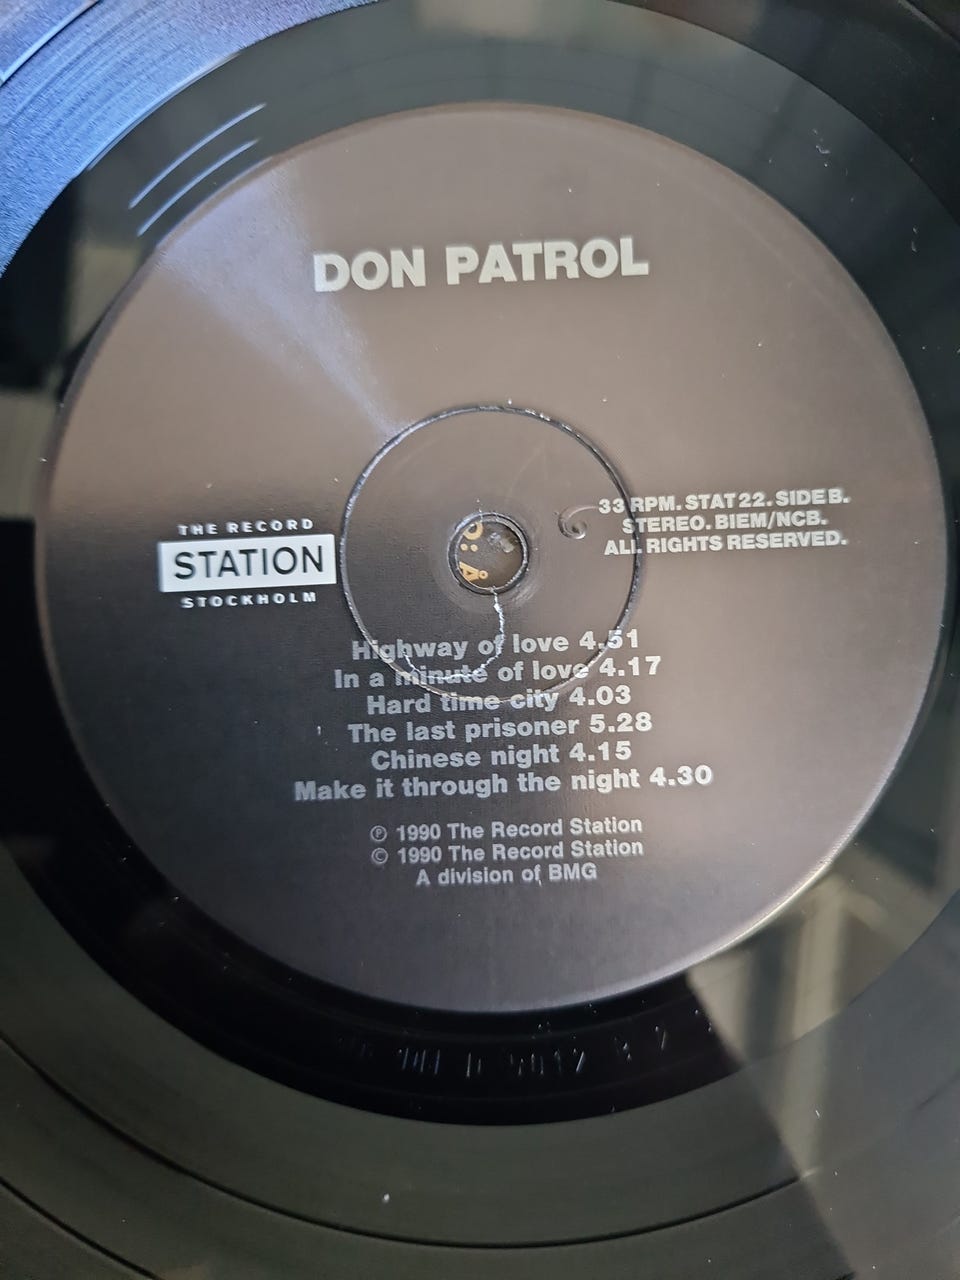 DON PATROL
THE RECORD
STATION
STOCKHOLM
33 RPM. STAT 22. SIDE B.
STEREO. BIEM/NCB.
ALL RIGHTS RESERVED.
Highway of love 4.51
In a minute of love 4.17
Hard time city 4.03
The last prisoner 5.28
Chinese night 4.15
Make it through the night 4.30
℗ 1990 The Record Station
© 1990 The Record Station
A division of BMG